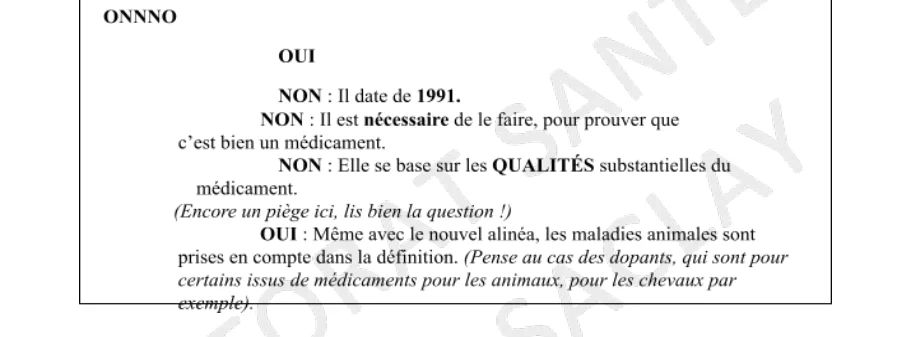 ONNNO
OUI
NON : Il date de 1991.
NON : Il est nécessaire de le faire, pour prouver que
c’est bien un médicament.
NON : Elle se base sur les QUALITÉS substantielles du
médicament.
(Encore un piège ici, lis bien la question !)
OUI : Même avec le nouvel alinéa, les maladies animales sont
prises en compte dans la définition. (Pense au cas des dopants, qui sont pour
certains issus de médicaments pour les animaux, pour les chevaux par
exemple).
ORAT SANTE
SACLAY